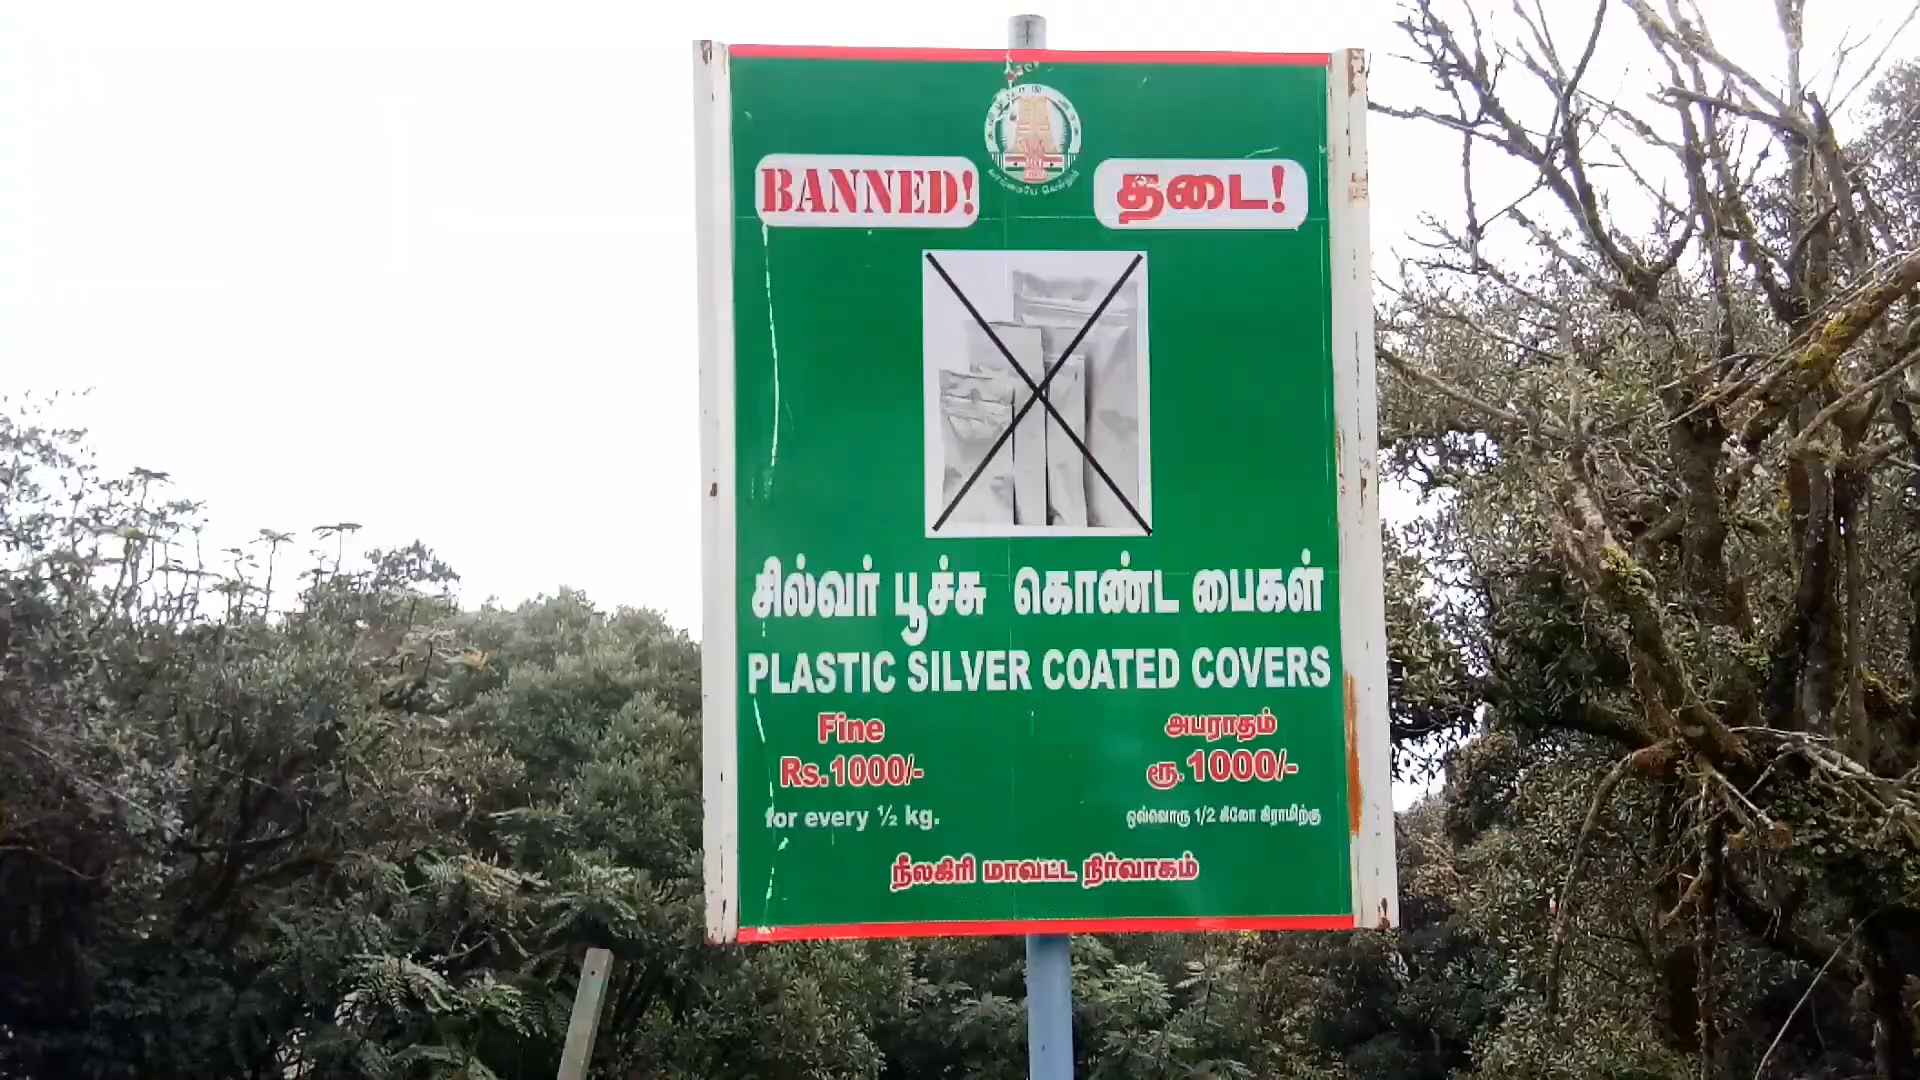 BANNED! தடை!
சில்வர் பூச்சு கொண்ட பைகள்
PLASTIC SILVER COATED COVERS
Fine அபராதம்
Rs.1000/- ரூ.1000/-
for every ½ kg. ஒவ்வொரு 1/2 கிலோ கிராமிற்கு
நீலகிரி மாவட்ட நிர்வாகம்